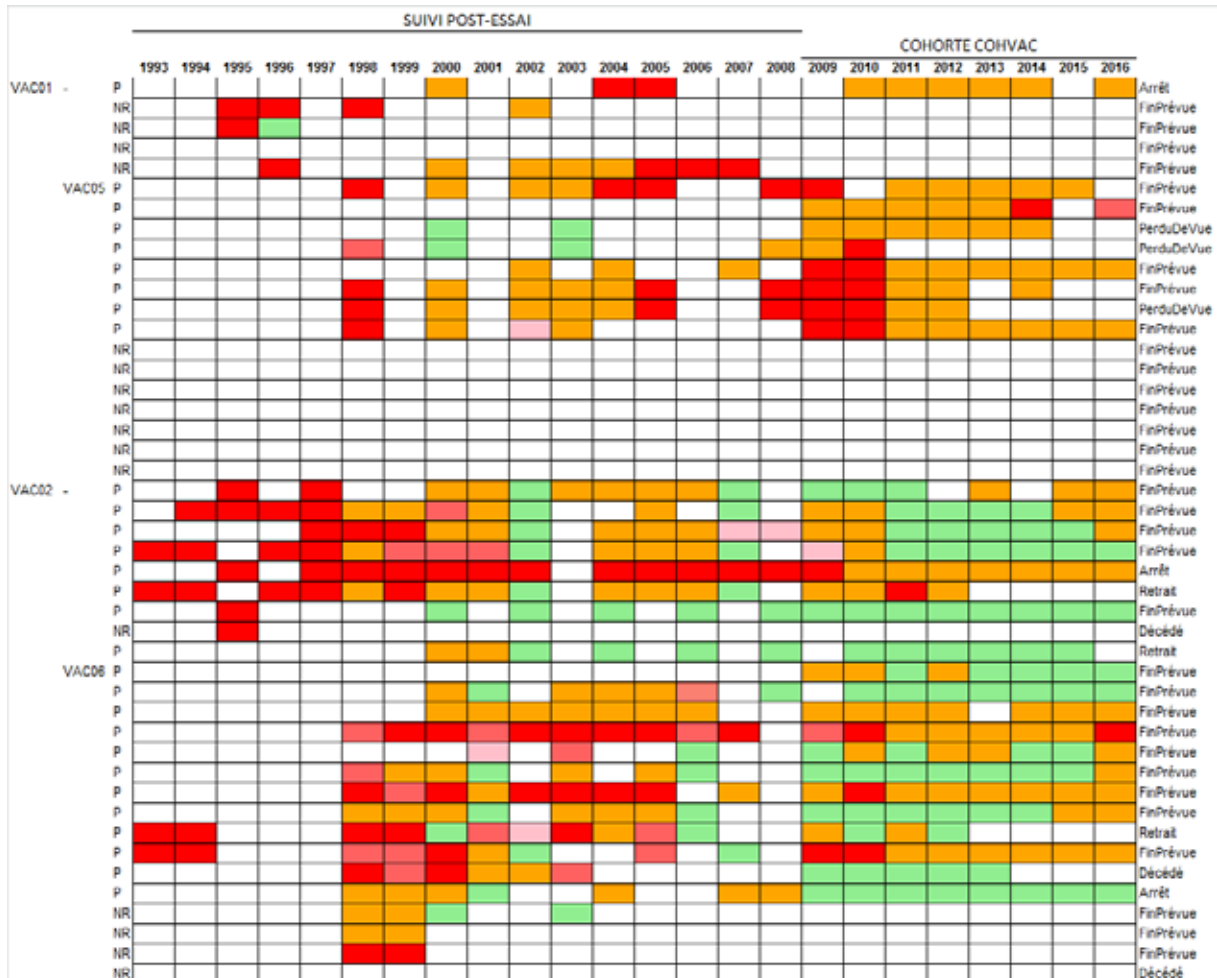 SUIVI POST-ESSAI
COHORTE COHVAC
1993 1994 1995 1996 1997 1998 1999 2000 2001 2002 2003 2004 2005 2006 2007 2008 2009 2010 2011 2012 2013 2014 2015 2016
VAC01 - P Arrêt
NR FinPrévue
NR FinPrévue
NR FinPrévue
NR FinPrévue
VAC05 P FinPrévue
P FinPrévue
P PerduDeVue
P PerduDeVue
P FinPrévue
P FinPrévue
P PerduDeVue
P FinPrévue
NR FinPrévue
NR FinPrévue
NR FinPrévue
NR FinPrévue
NR FinPrévue
NR FinPrévue
NR FinPrévue
VAC02 - P FinPrévue
P FinPrévue
P FinPrévue
P FinPrévue
P Arrêt
P Retrait
P FinPrévue
NR Décédé
P Retrait
VAC06 P FinPrévue
P FinPrévue
P FinPrévue
P FinPrévue
P FinPrévue
P FinPrévue
P FinPrévue
P FinPrévue
P Retrait
P FinPrévue
P Décédé
P Arrêt
NR FinPrévue
NR FinPrévue
NR FinPrévue
NR Décédé